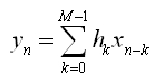 $y_n = \sum_{k=0}^{M-1} h_k x_{n-k}$